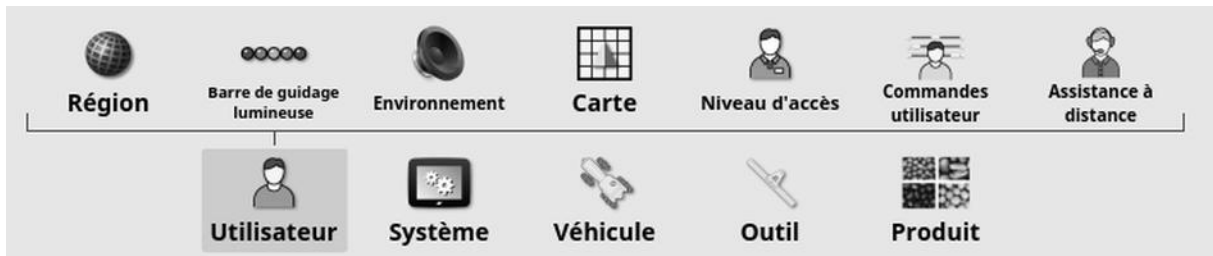 Région
Barre de guidage
lumineuse
Environnement
Carte
Niveau d'accès
Commandes
utilisateur
Assistance à
distance
Utilisateur
Système
Véhicule
Outil
Produit